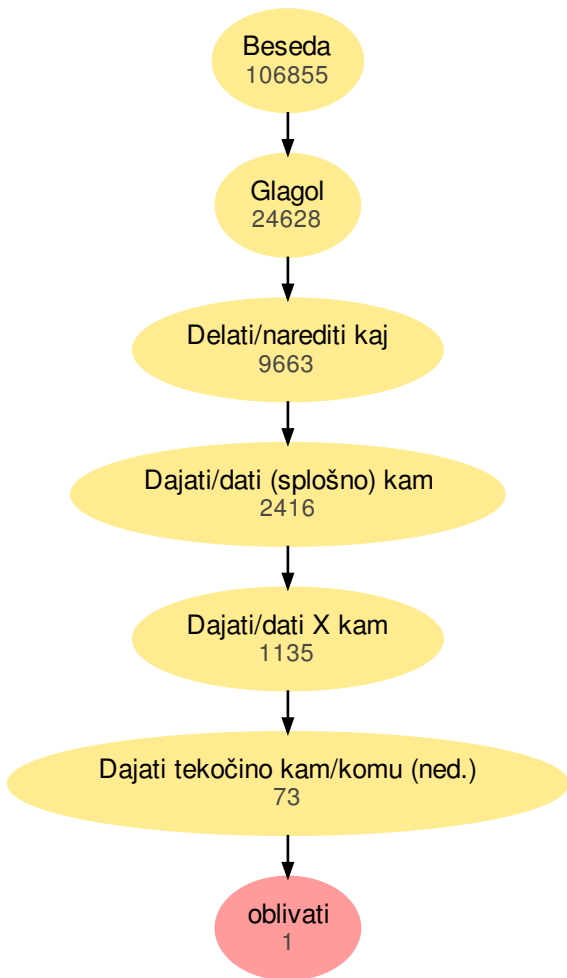 Beseda
106855
Glagol
24628
Delati/narediti kaj
9663
Dajati/dati (splošno) kam
2416
Dajati/dati X kam
1135
Dajati tekočino kam/komu (ned.)
73
oblivati
1